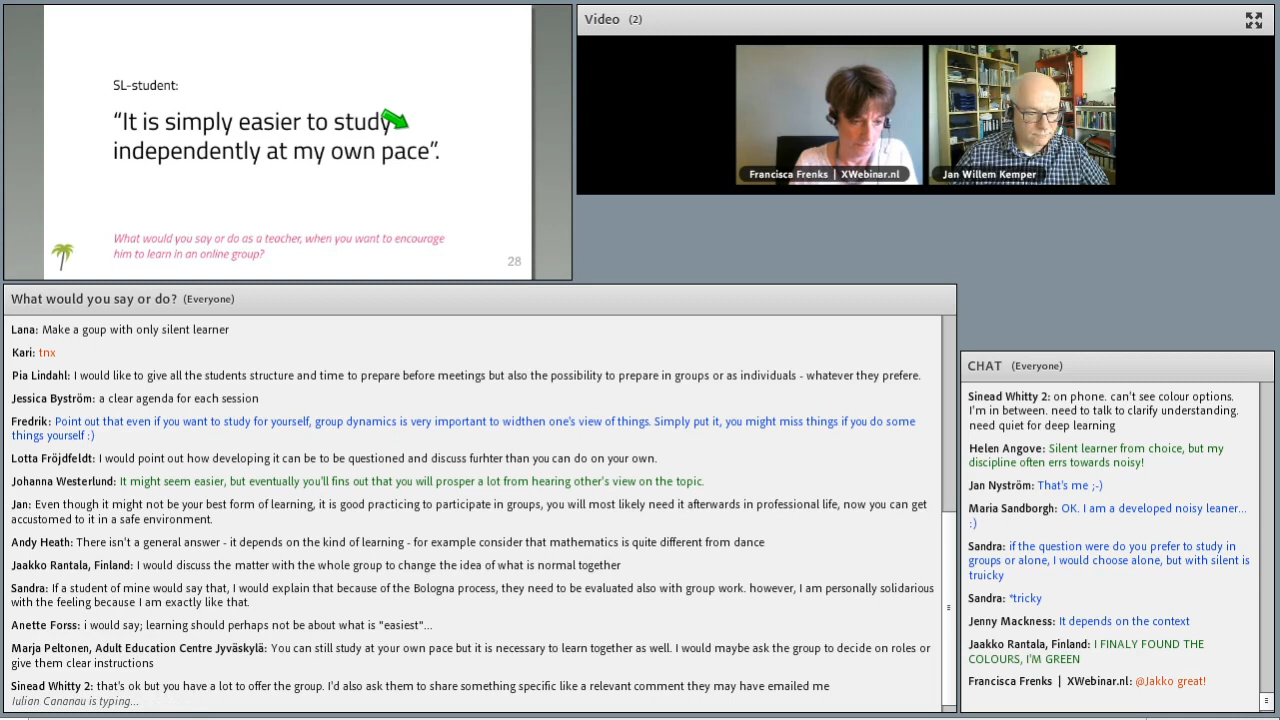 SL-student:
“It is simply easier to study
independently at my own pace”.
What would you say or do as a teacher, when you want to encourage
him to learn in an online group?
28
Video (2)
Francisca Frenks | XWebinar.nl
Jan Willem Kemper
What would you say or do? (Everyone)
Lana: Make a goup with only silent learner
Kari: tnx
Pia Lindahl: I would like to give all the students structure and time to prepare before meetings but also the possibility to prepare in groups or as individuals - whatever they prefere.
Jessica Byström: a clear agenda for each session
Fredrik: Point out that even if you want to study for yourself, group dynamics is very important to widthen one's view of things. Simply put it, you might miss things if you do some
things yourself :)
Lotta Fröjdfeldt: I would point out how developing it can be to be questioned and discuss furhter than you can do on your own.
Johanna Westerlund: It might seem easier, but eventually you'll fins out that you will prosper a lot from hearing other's view on the topic.
Jan: Even though it might not be your best form of learning, it is good practicing to participate in groups, you will most likely need it afterwards in professional life, now you can get
accustomed to it in a safe environment.
Andy Heath: There isn't a general answer - it depends on the kind of learning - for example consider that mathematics is quite different from dance
Jaakko Rantala, Finland: I would discuss the matter with the whole group to change the idea of what is normal together
Sandra: If a student of mine would say that, I would explain that because of the Bologna process, they need to be evaluated also with group work. however, I am personally solidarious
with the feeling because I am exactly like that.
Anette Forss: i would say; learning should perhaps not be about what is "easiest"...
Marja Peltonen, Adult Education Centre Jyväskylä: You can still study at your own pace but it is necessary to learn together as well. I would maybe ask the group to decide on roles or
give them clear instructions
Sinead Whitty 2: that's ok but you have a lot to offer the group. I'd also ask them to share something specific like a relevant comment they may have emailed me
Iulian Cananau is typing...
CHAT (Everyone)
Sinead Whitty 2: on phone. can't see colour options.
I'm in between. need to talk to clarify understanding.
need quiet for deep learning
Helen Angove: Silent learner from choice, but my
discipline often errs towards noisy!
Jan Nyström: That's me ;-)
Maria Sandborgh: OK. I am a developed noisy leaner...
:)
Sandra: if the question were do you prefer to study in
groups or alone, I would choose alone, but with silent is
truicky
Sandra: *tricky
Jenny Mackness: It depends on the context
Jaakko Rantala, Finland: I FINALY FOUND THE
COLOURS, I'M GREEN
Francisca Frenks | XWebinar.nl: @Jakko great!